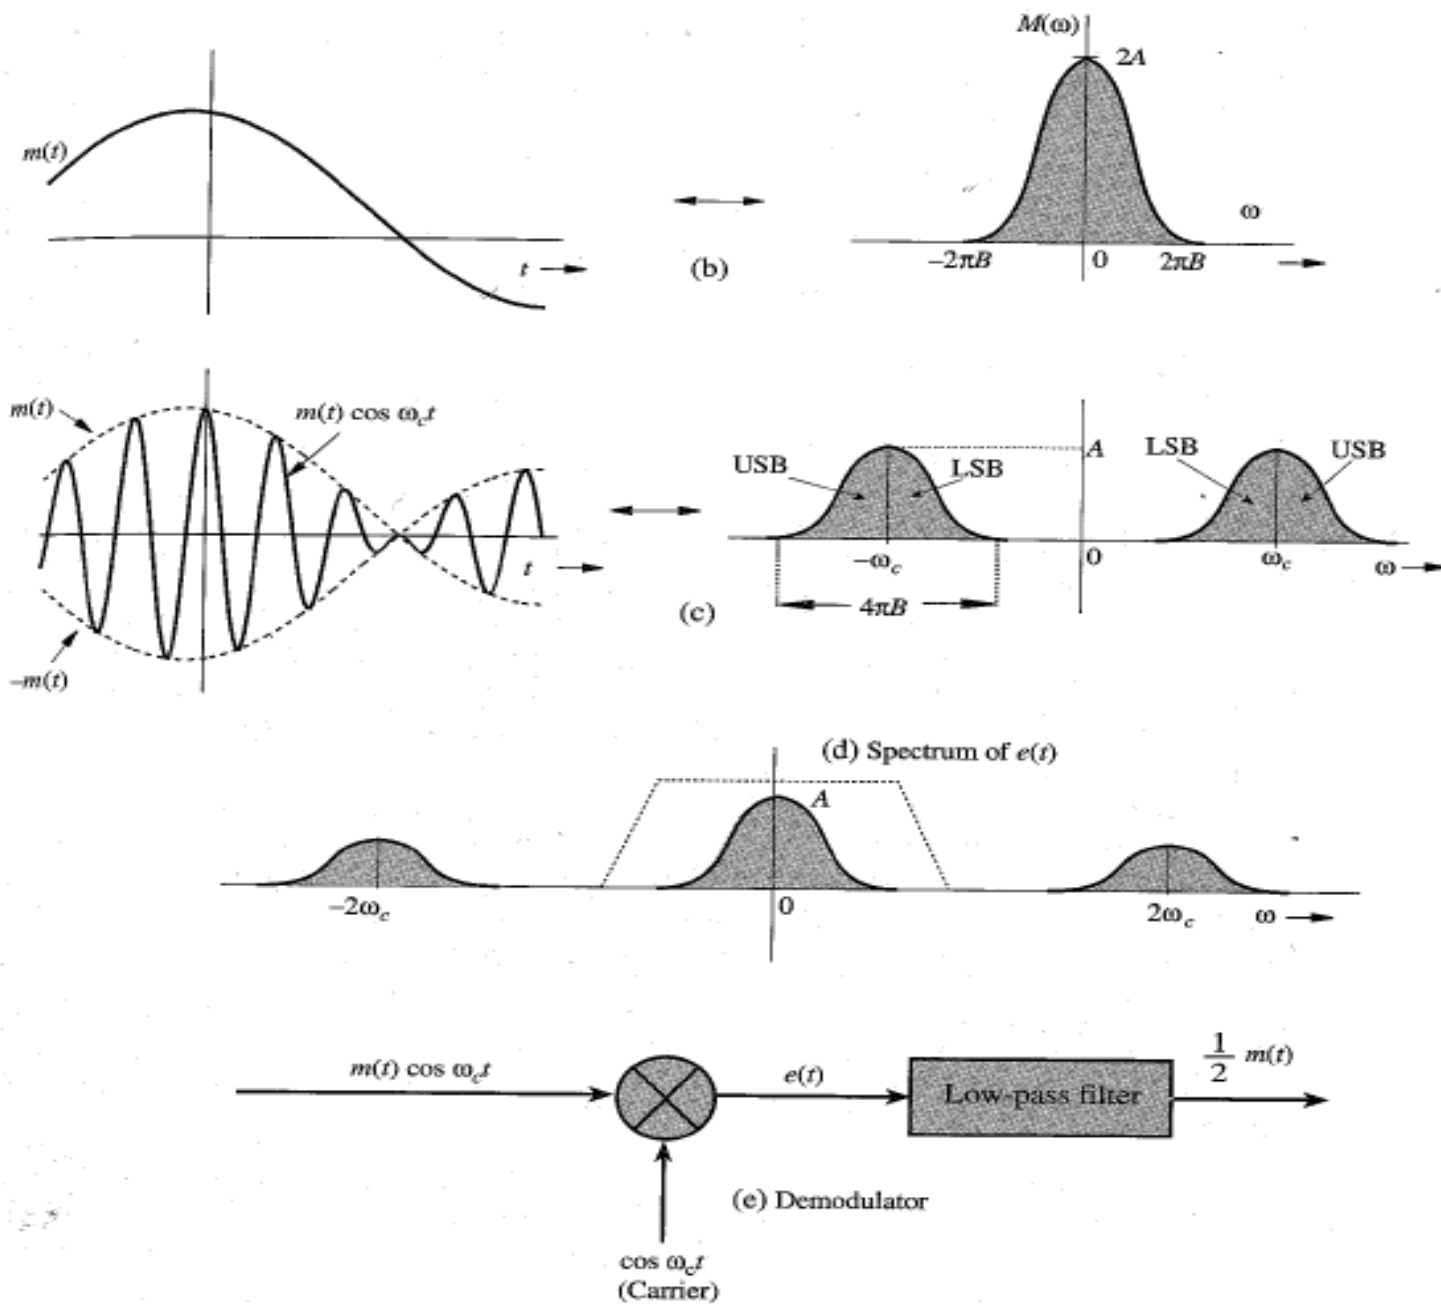 M(ω)
2A
m(t)
ω
t
(b)
−2πB
0
2πB
m(t)
m(t) cos ω_c t
USB
LSB
A
LSB
USB
t
−ω_c
0
ω_c
ω
4πB
(c)
−m(t)
(d) Spectrum of e(t)
A
−2ω_c
0
2ω_c
ω
m(t) cos ω_c t
e(t)
Low-pass filter
1/2 m(t)
(e) Demodulator
cos ω_c t
(Carrier)